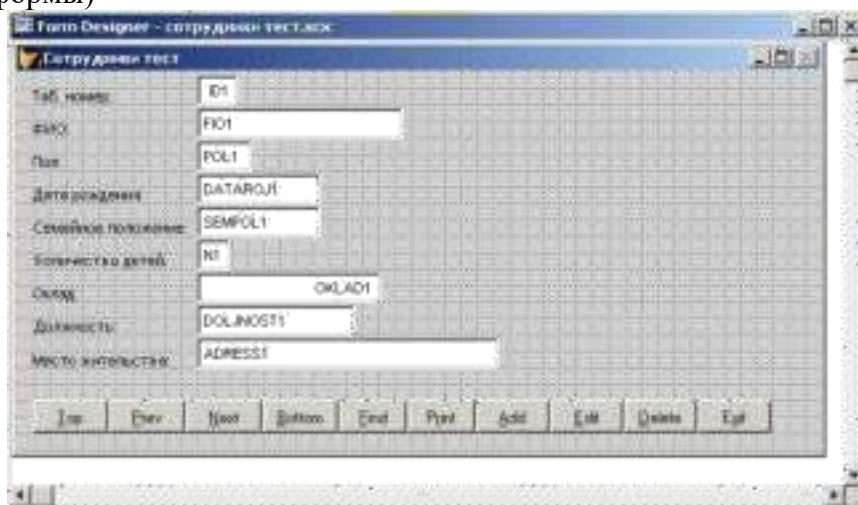 формы)
Form Designer - сотрудники тест.scx
Сотрудники тест
Таб. номер: ID1
ФИО: FIO1
Пол POL1
Дата рождения DATAROJ1
Семейное положение: SEMPOL1
Количество детей: N1
Оклад OKLAD1
Должность: DOLJNOST1
Место жительства: ADRESS1
Top Prev Next Bottom Find Print Add Edit Delete Exit